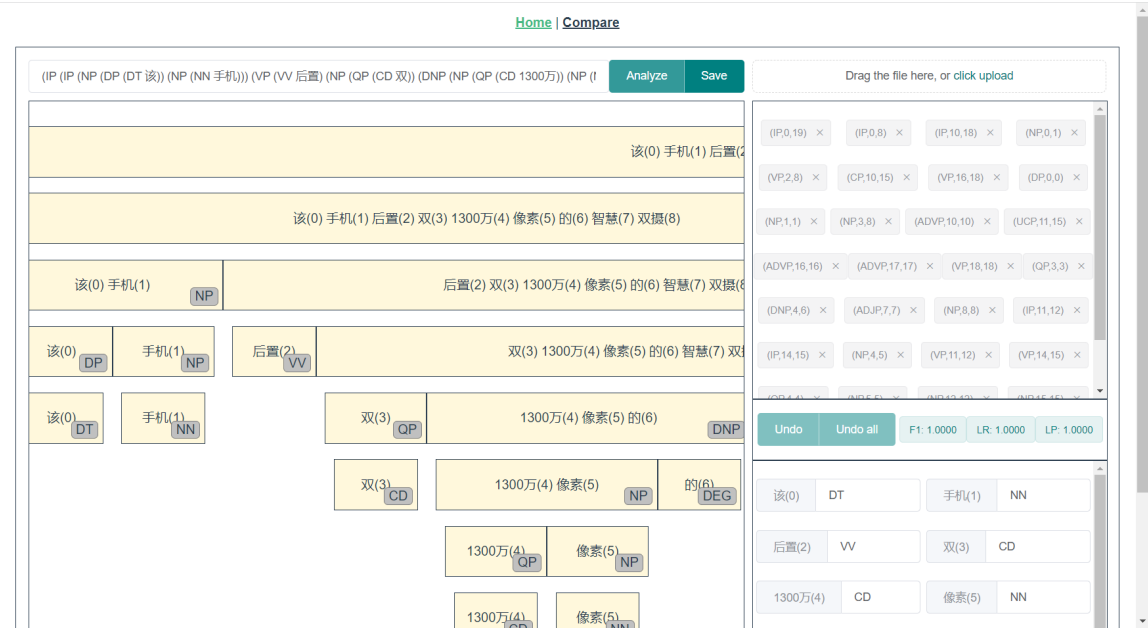 Home | Compare
(IP (IP (NP (DP (DT 该)) (NP (NN 手机))) (VP (VV 后置) (NP (QP (CD 双)) (DNP (NP (QP (CD 1300万)) (NP (
Analyze Save Drag the file here, or click upload
该(0) 手机(1) 后置(2
该(0) 手机(1) 后置(2) 双(3) 1300万(4) 像素(5) 的(6) 智慧(7) 双摄(8)
该(0) 手机(1) NP 后置(2) 双(3) 1300万(4) 像素(5) 的(6) 智慧(7) 双摄(8
该(0) DP 手机(1) NP 后置(2) VV 双(3) 1300万(4) 像素(5) 的(6) 智慧(7) 双
该(0) DT 手机(1) NN 双(3) QP 1300万(4) 像素(5) 的(6) DNP
双(3) CD 1300万(4) 像素(5) NP 的(6) DEG
1300万(4) QP 像素(5) NP
1300万(4) CD 像素(5) NN
(IP,0,19) × (IP,0,8) × (IP,10,18) × (NP,0,1) ×
(VP,2,8) × (CP,10,15) × (VP,16,18) × (DP,0,0) ×
(NP,1,1) × (NP,3,8) × (ADVP,10,10) × (UCP,11,15) ×
(ADVP,16,16) × (ADVP,17,17) × (VP,18,18) × (QP,3,3) ×
(DNP,4,6) × (ADJP,7,7) × (NP,8,8) × (IP,11,12) ×
(IP,14,15) × (NP,4,5) × (VP,11,12) × (VP,14,15) ×
Undo Undo all F1: 1.0000 LR: 1.0000 LP: 1.0000
该(0) DT 手机(1) NN
后置(2) VV 双(3) CD
1300万(4) CD 像素(5) NN